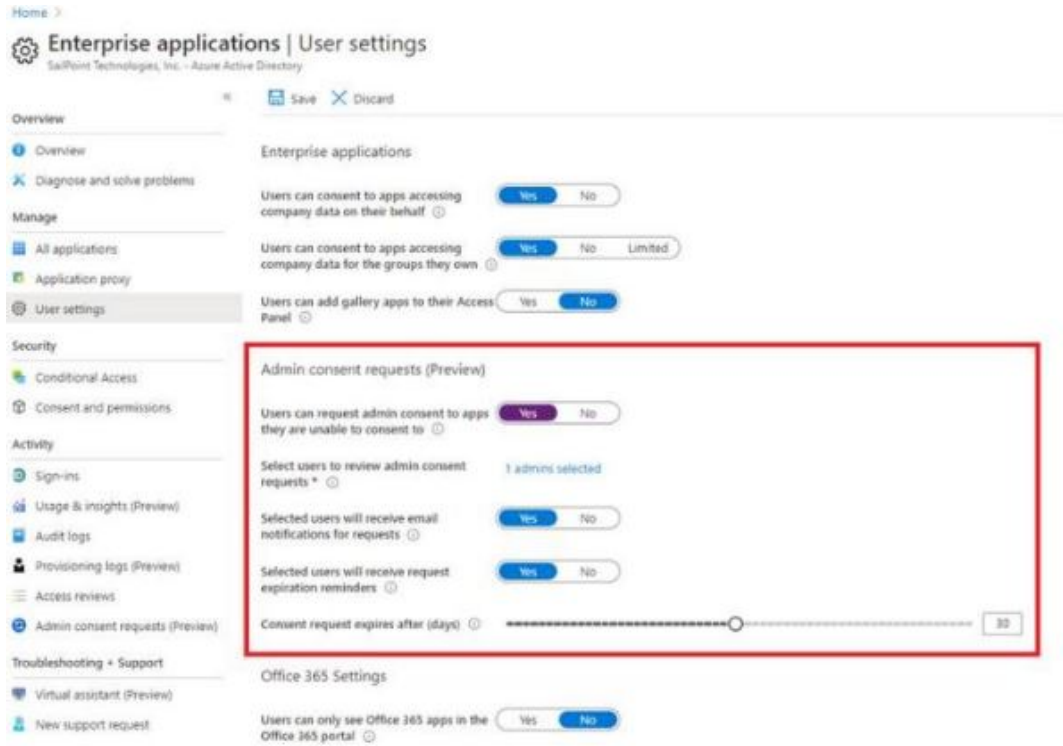 Home >
Enterprise applications | User settings
SailPoint Technologies, Inc. - Azure Active Directory
«
Save Discard
Overview
Overview
Diagnose and solve problems
Manage
All applications
Application proxy
User settings
Security
Conditional Access
Consent and permissions
Activity
Sign-ins
Usage & insights (Preview)
Audit logs
Provisioning logs (Preview)
Access reviews
Admin consent requests (Preview)
Troubleshooting + Support
Virtual assistant (Preview)
New support request
Enterprise applications
Users can consent to apps accessing
company data on their behalf
Yes No
Users can consent to apps accessing
company data for the groups they own
Yes No Limited
Users can add gallery apps to their Access
Panel
Yes No
Admin consent requests (Preview)
Users can request admin consent to apps
they are unable to consent to
Yes No
Select users to review admin consent
requests *
1 admins selected
Selected users will receive email
notifications for requests
Yes No
Selected users will receive request
expiration reminders
Yes No
Consent request expires after (days)
30
Office 365 Settings
Users can only see Office 365 apps in the
Office 365 portal
Yes No